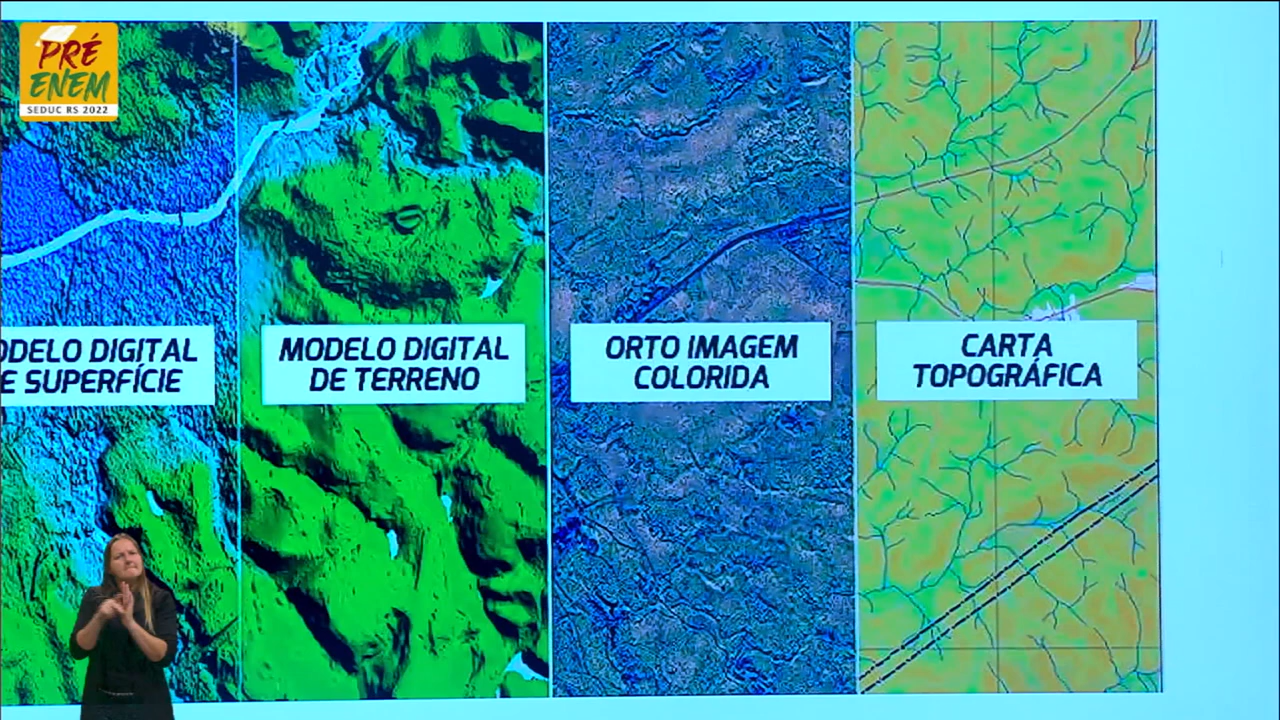 PRÉ
ENEM
SEDUC RS 2022
ODELO DIGITAL
E SUPERFÍCIE
MODELO DIGITAL
DE TERRENO
ORTO IMAGEM
COLORIDA
CARTA
TOPOGRÁFICA